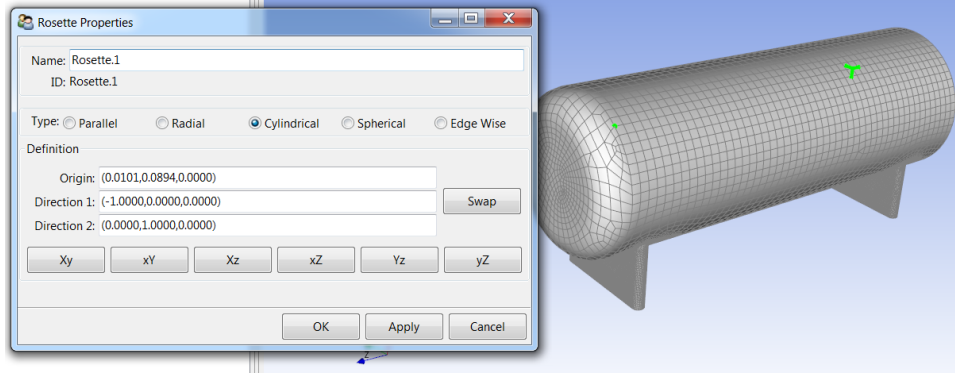 Rosette Properties
Name: Rosette.1
ID: Rosette.1
Type: Parallel Radial Cylindrical Spherical Edge Wise
Definition
Origin: (0.0101,0.0894,0.0000)
Direction 1: (-1.0000,0.0000,0.0000)
Swap
Direction 2: (0.0000,1.0000,0.0000)
Xy xY Xz xZ Yz yZ
OK Apply Cancel
Z